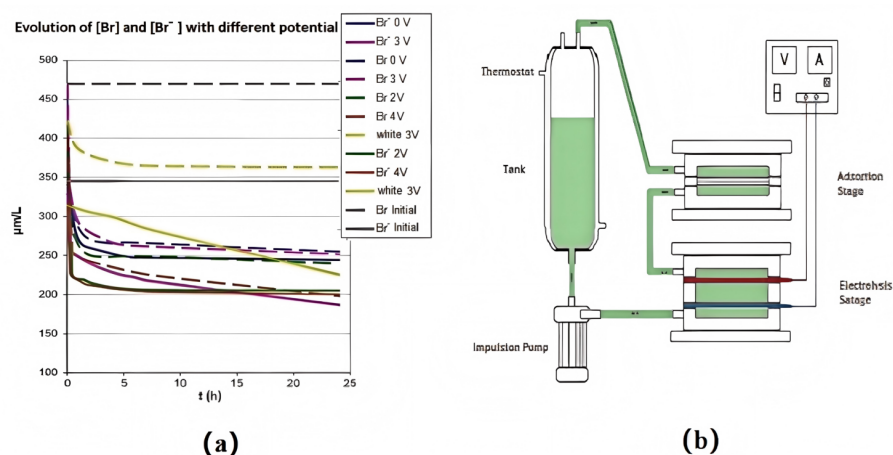 Evolution of [Br] and [Br⁻] with different potential
500
450
400
350
300
250
200
150
100
µm/L
0
5
10
15
20
25
t (h)
Br⁻ 0 V
Br⁻ 3 V
Br 0 V
Br 3 V
Br 2V
Br 4V
white 3V
Br⁻ 2V
Br⁻ 4V
white 3V
Br Initial
Br⁻ Initial
(a)
Thermostat
Tank
Impulsion Pump
V A
Adsortion
Stage
Electrolsis
Satage
(b)